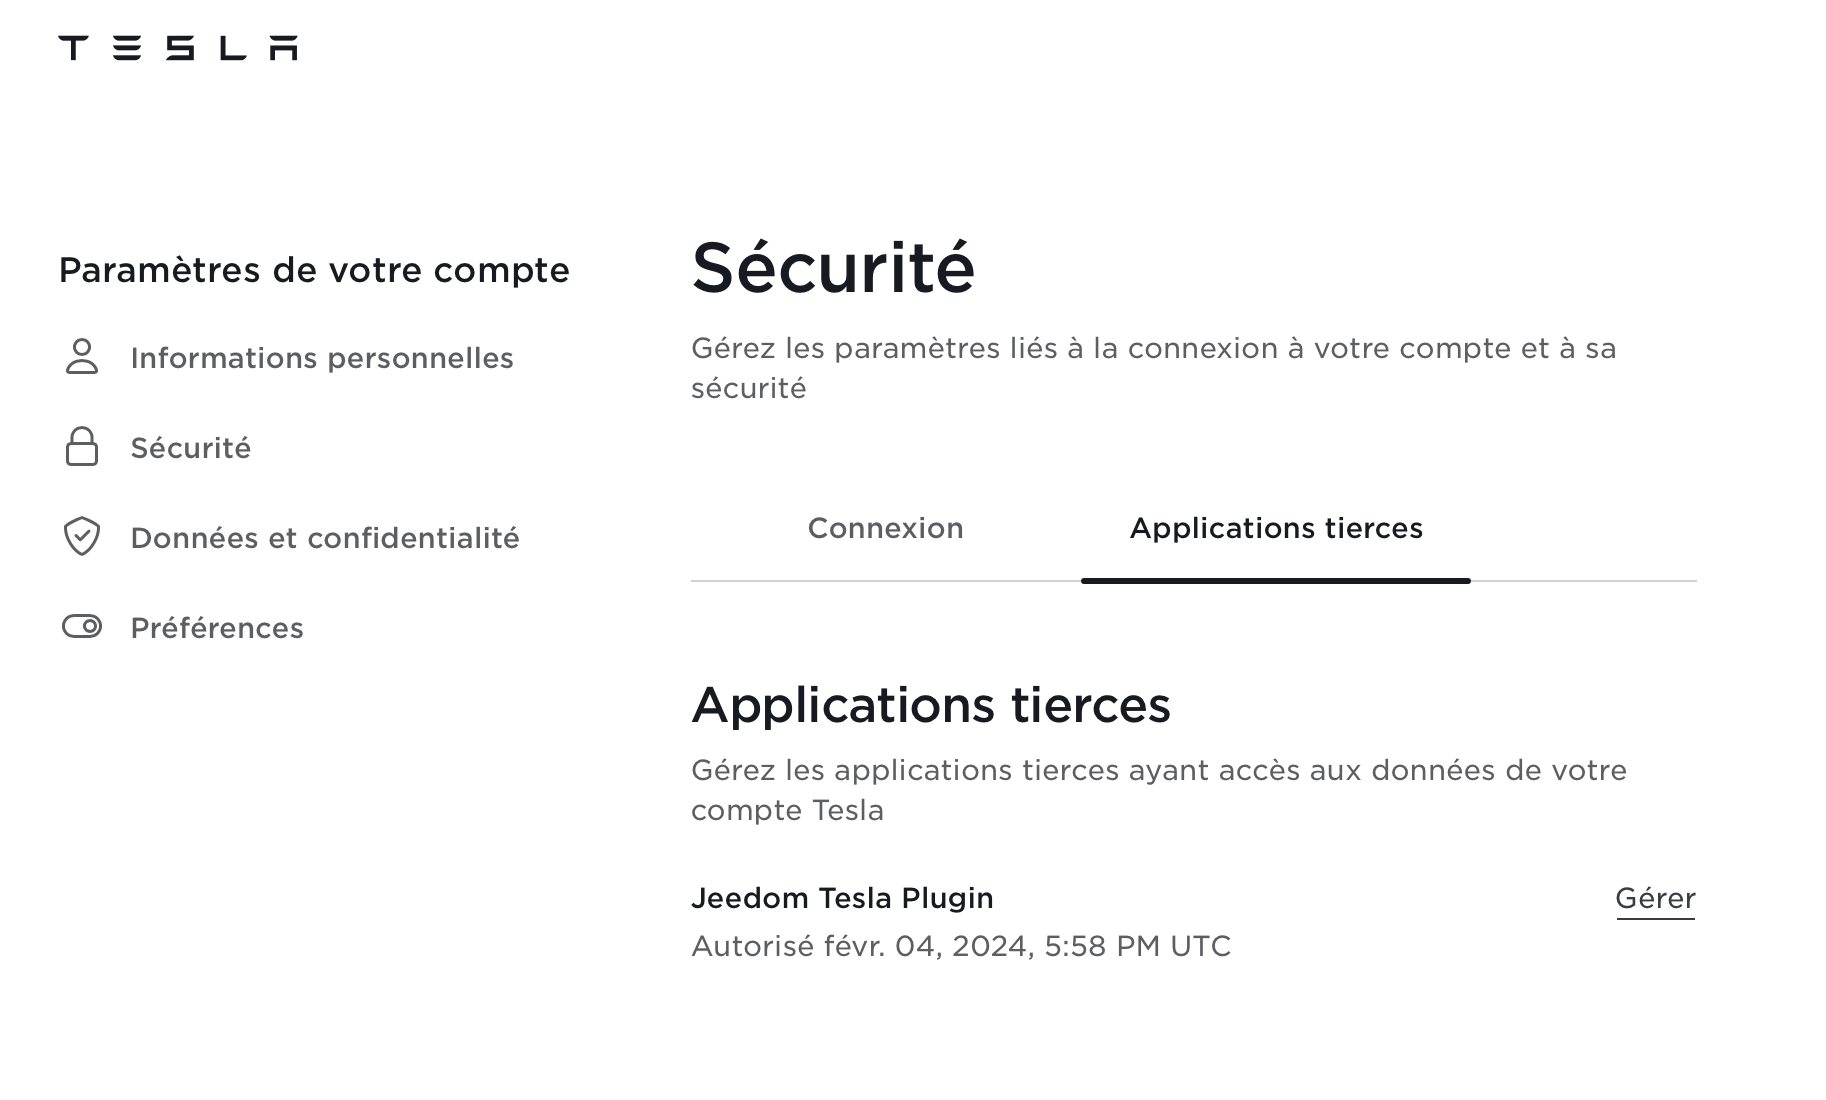 TESLA
Paramètres de votre compte
Informations personnelles
Sécurité
Données et confidentialité
Préférences
Sécurité
Gérez les paramètres liés à la connexion à votre compte et à sa
sécurité
Connexion
Applications tierces
Applications tierces
Gérez les applications tierces ayant accès aux données de votre
compte Tesla
Jeedom Tesla Plugin
Gérer
Autorisé févr. 04, 2024, 5:58 PM UTC